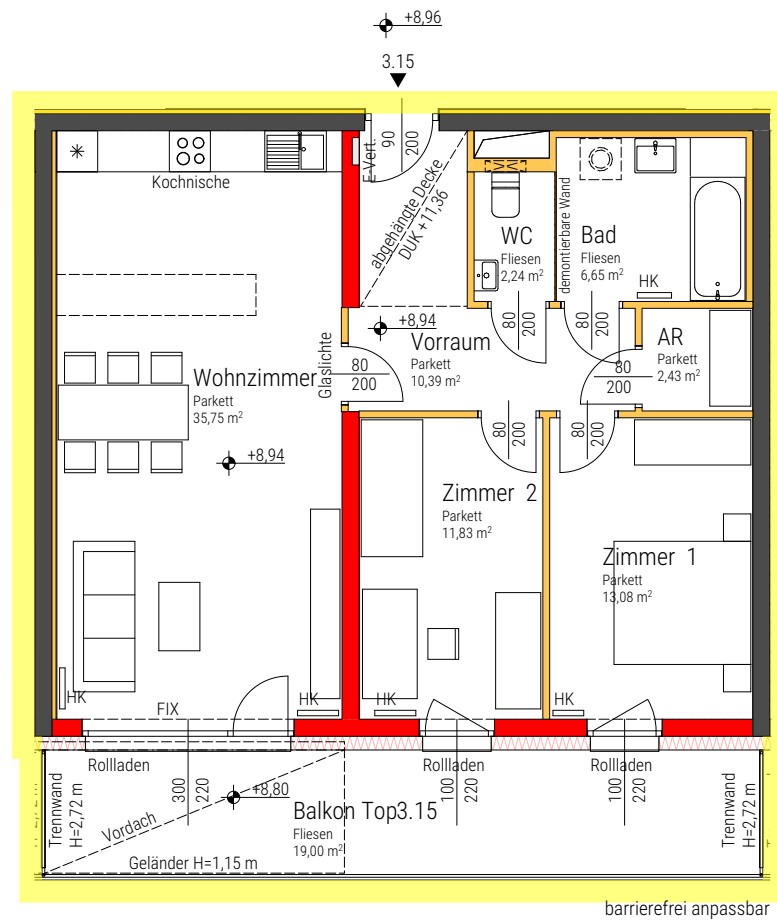 +8,96
3.15
90
200
E-Vert.
Kochnische
abgehängte Decke
DUK +11,36
WC
Fliesen
2,24 m²
demontierbare Wand
Bad
Fliesen
6,65 m²
HK
80
200
80
200
+8,94
Vorraum
Parkett
10,39 m²
Glaslichte
80
200
80
200
AR
Parkett
2,43 m²
Wohnzimmer
Parkett
35,75 m²
+8,94
80
200
80
200
Zimmer 2
Parkett
11,83 m²
Zimmer 1
Parkett
13,08 m²
HK
FIX
HK
HK
HK
Rollladen
Rollladen
Rollladen
300
220
100
220
100
220
Trennwand
H=2,72 m
Vordach
+8,80
Balkon Top3.15
Fliesen
19,00 m²
Geländer H=1,15 m
Trennwand
H=2,72 m
barrierefrei anpassbar